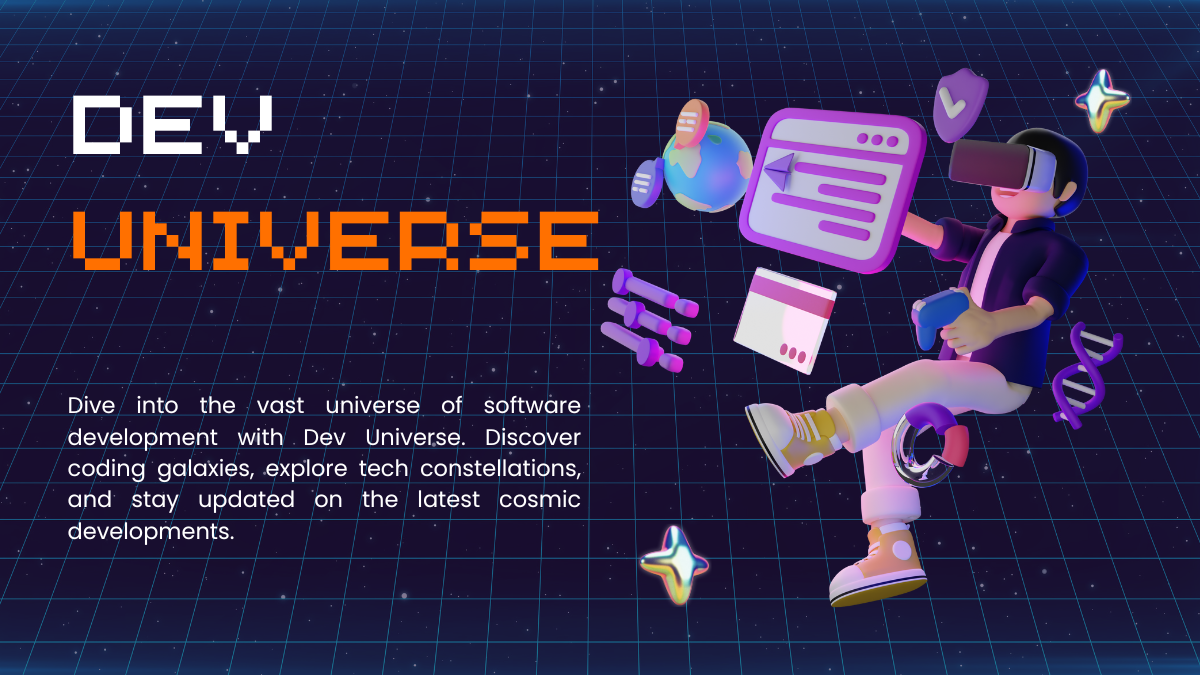 DEV
UNIVERSE
Dive into the vast universe of software
development with Dev Universe. Discover
coding galaxies, explore tech constellations,
and stay updated on the latest cosmic
developments.